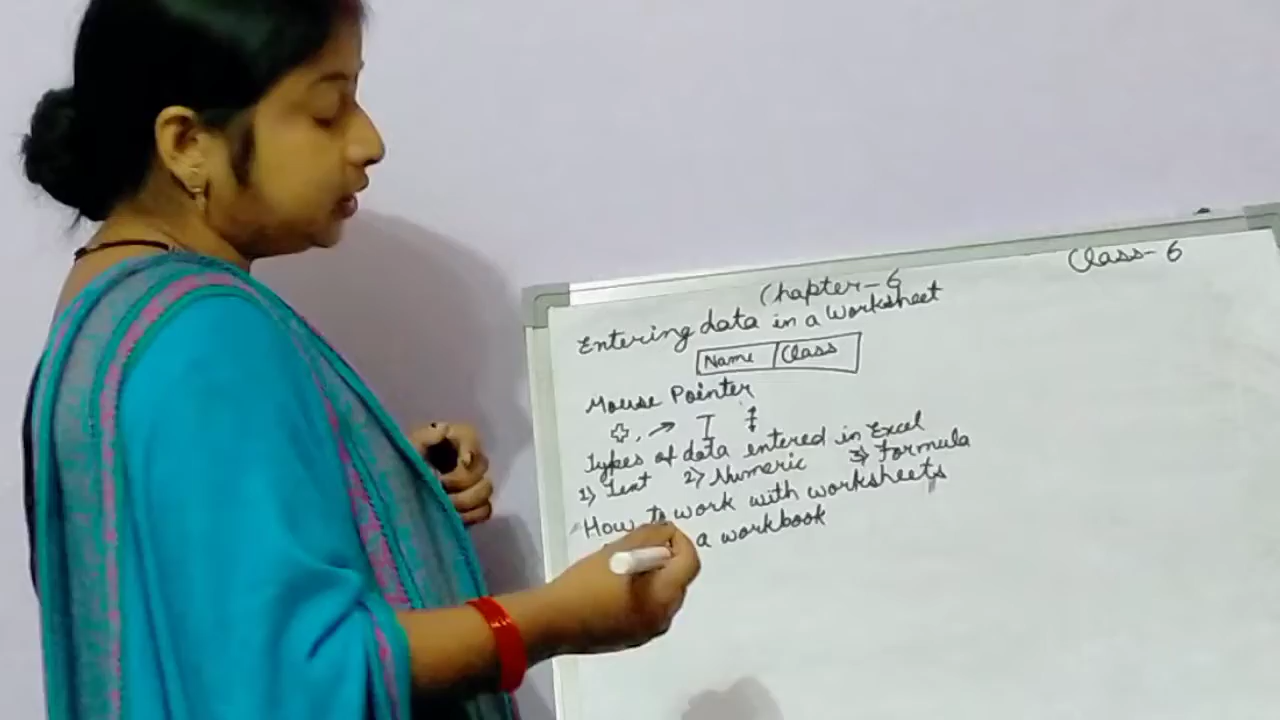 Class-6
Chapter-6
Entering data in a Worksheet
Name Class
Mouse Pointer
Types of data entered in Excel
1) Text 2) Numeric 3) Formula
How to work with worksheets
a workbook